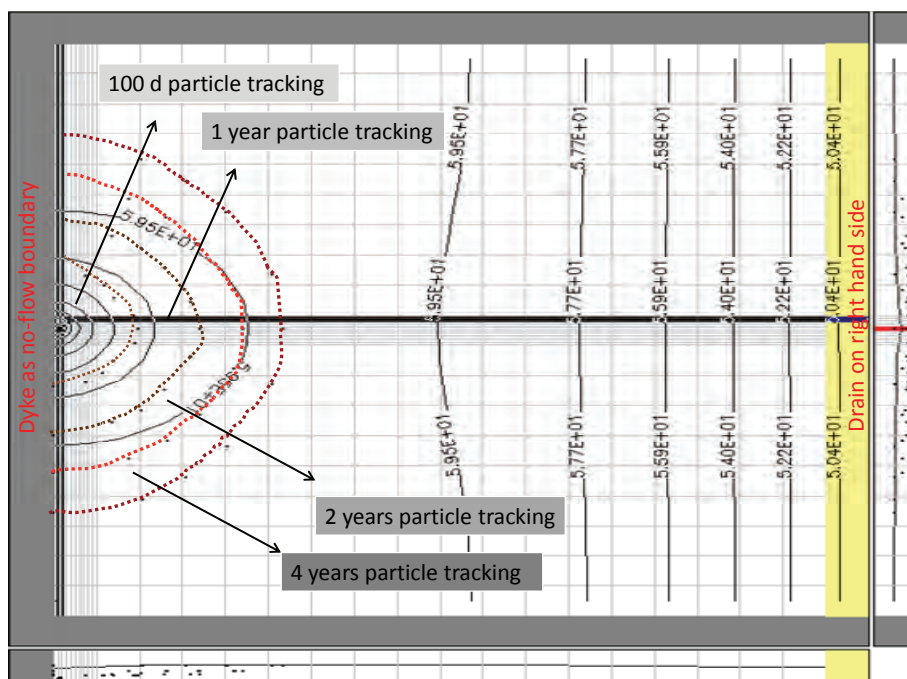 100 d particle tracking
1 year particle tracking
Dyke as no-flow boundary
Drain on right hand side
5.95E+01
5.95E+01
5.95E+01
5.77E+01
5.59E+01
5.40E+01
5.22E+01
5.04E+01
.95E+01
5.77E+01
5.59E+01
5.40E+01
5.22E+01
5.04E+01
5.95E+01
5.77E+01
5.59E+01
5.40E+01
5.22E+01
5.04E+01
2 years particle tracking
4 years particle tracking